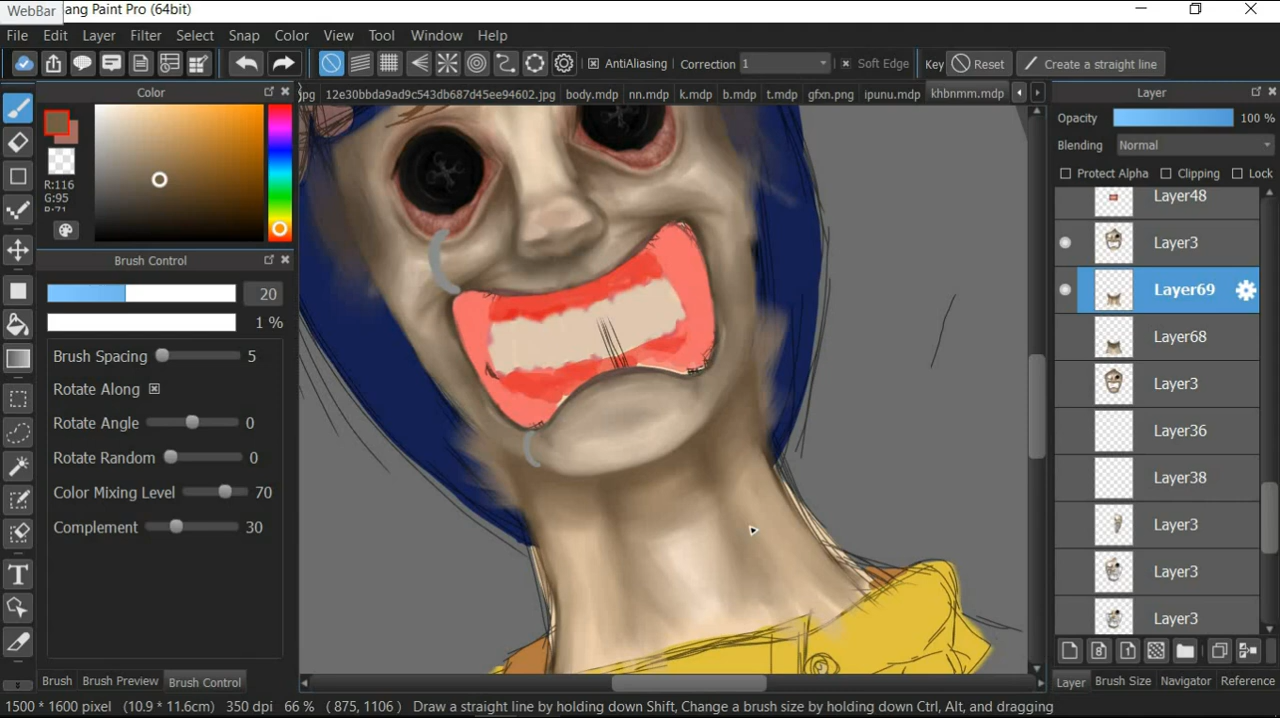 WebBar ang Paint Pro (64bit)
File Edit Layer Filter Select Snap Color View Tool Window Help
AntiAliasing Correction 1 Soft Edge Key Reset Create a straight line
Color
jpg 12e30bbda9ad9c543db687d45ee94602.jpg body.mdp nn.mdp k.mdp b.mdp t.mdp gfxn.png ipunu.mdp khbnmm.mdp
Layer
Opacity 100 %
Blending Normal
Protect Alpha Clipping Lock
R:116
G:95
B:71
Layer48
Layer3
Layer69
Layer68
Layer3
Layer36
Layer38
Layer3
Layer3
Layer3
Brush Control
20
1 %
Brush Spacing 5
Rotate Along
Rotate Angle 0
Rotate Random 0
Color Mixing Level 70
Complement 30
T
8 1
Brush Brush Preview Brush Control
Layer Brush Size Navigator Reference
1500 * 1600 pixel (10.9 * 11.6cm) 350 dpi 66 % ( 875, 1106 ) Draw a straight line by holding down Shift, Change a brush size by holding down Ctrl, Alt, and dragging